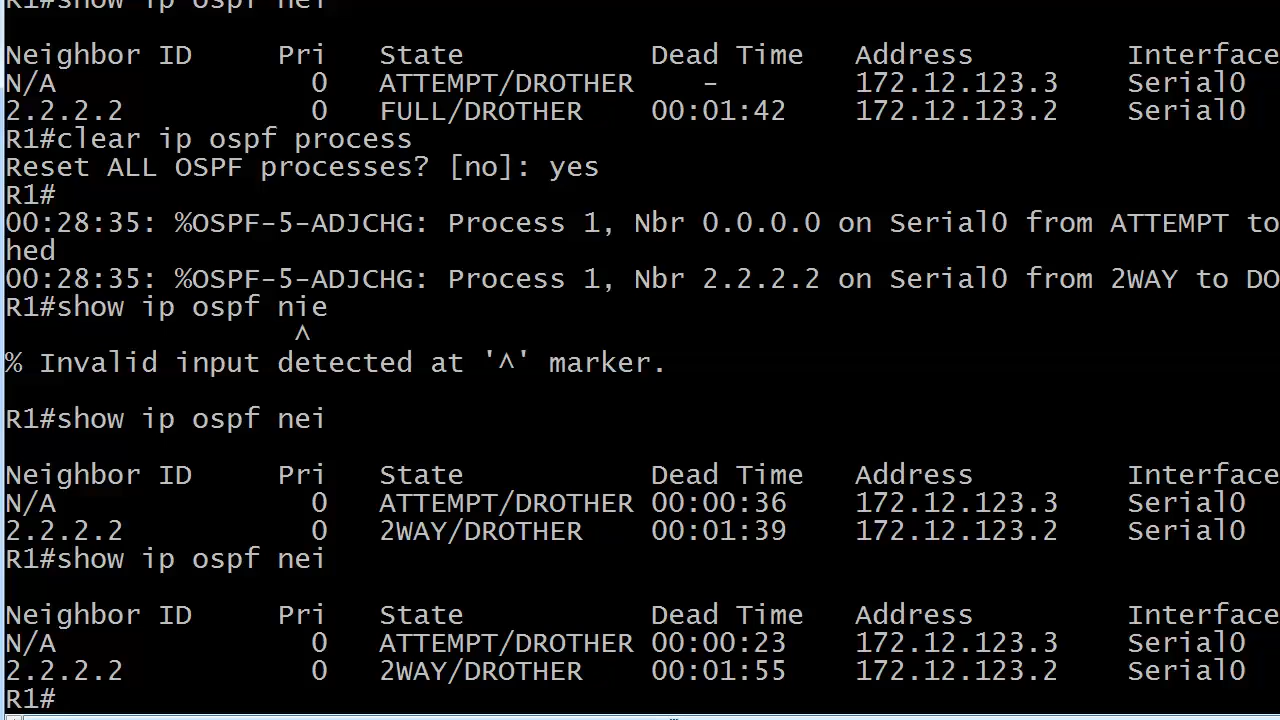 R1#show ip ospf nei
Neighbor ID Pri State Dead Time Address Interface
N/A 0 ATTEMPT/DROTHER - 172.12.123.3 Serial0
2.2.2.2 0 FULL/DROTHER 00:01:42 172.12.123.2 Serial0
R1#clear ip ospf process
Reset ALL OSPF processes? [no]: yes
R1#
00:28:35: %OSPF-5-ADJCHG: Process 1, Nbr 0.0.0.0 on Serial0 from ATTEMPT to
hed
00:28:35: %OSPF-5-ADJCHG: Process 1, Nbr 2.2.2.2 on Serial0 from 2WAY to DO
R1#show ip ospf nie
^
% Invalid input detected at '^' marker.
R1#show ip ospf nei
Neighbor ID Pri State Dead Time Address Interface
N/A 0 ATTEMPT/DROTHER 00:00:36 172.12.123.3 Serial0
2.2.2.2 0 2WAY/DROTHER 00:01:39 172.12.123.2 Serial0
R1#show ip ospf nei
Neighbor ID Pri State Dead Time Address Interface
N/A 0 ATTEMPT/DROTHER 00:00:23 172.12.123.3 Serial0
2.2.2.2 0 2WAY/DROTHER 00:01:55 172.12.123.2 Serial0
R1#